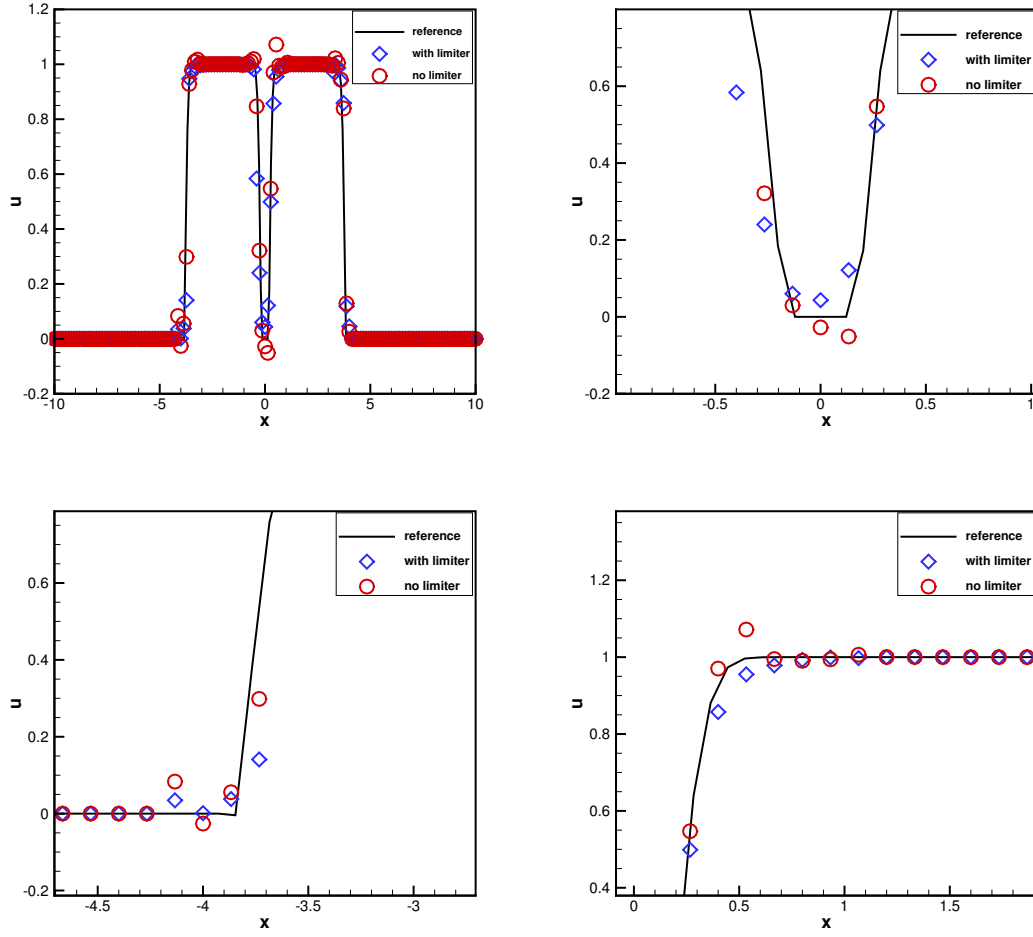 1.2
1
0.8
0.6
0.4
0.2
0
-0.2
u
-10
-5
0
5
10
x
reference
with limiter
no limiter
0.6
0.4
0.2
0
-0.2
u
-0.5
0
0.5
1
x
reference
with limiter
no limiter
0.6
0.4
0.2
0
-0.2
u
-4.5
-4
-3.5
-3
x
reference
with limiter
no limiter
1.2
1
0.8
0.6
0.4
u
0
0.5
1
1.5
x
reference
with limiter
no limiter